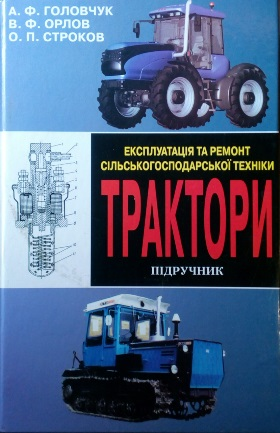 А. Ф. ГОЛОВЧУК
В. Ф. ОРЛОВ
О. П. СТРОКОВ
ЕКСПЛУАТАЦІЯ ТА РЕМОНТ
СІЛЬСЬКОГОСПОДАРСЬКОЇ ТЕХНІКИ
ТРАКТОРИ
ПІДРУЧНИК